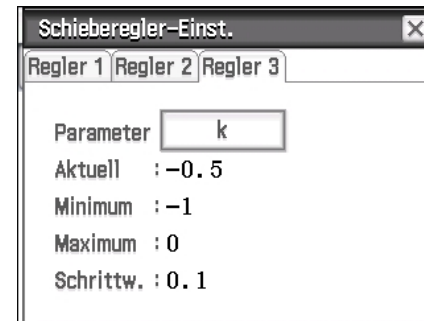 Schieberegler-Einst.
Regler 1 Regler 2 Regler 3
Parameter k
Aktuell :-0.5
Minimum :-1
Maximum :0
Schrittw. :0.1